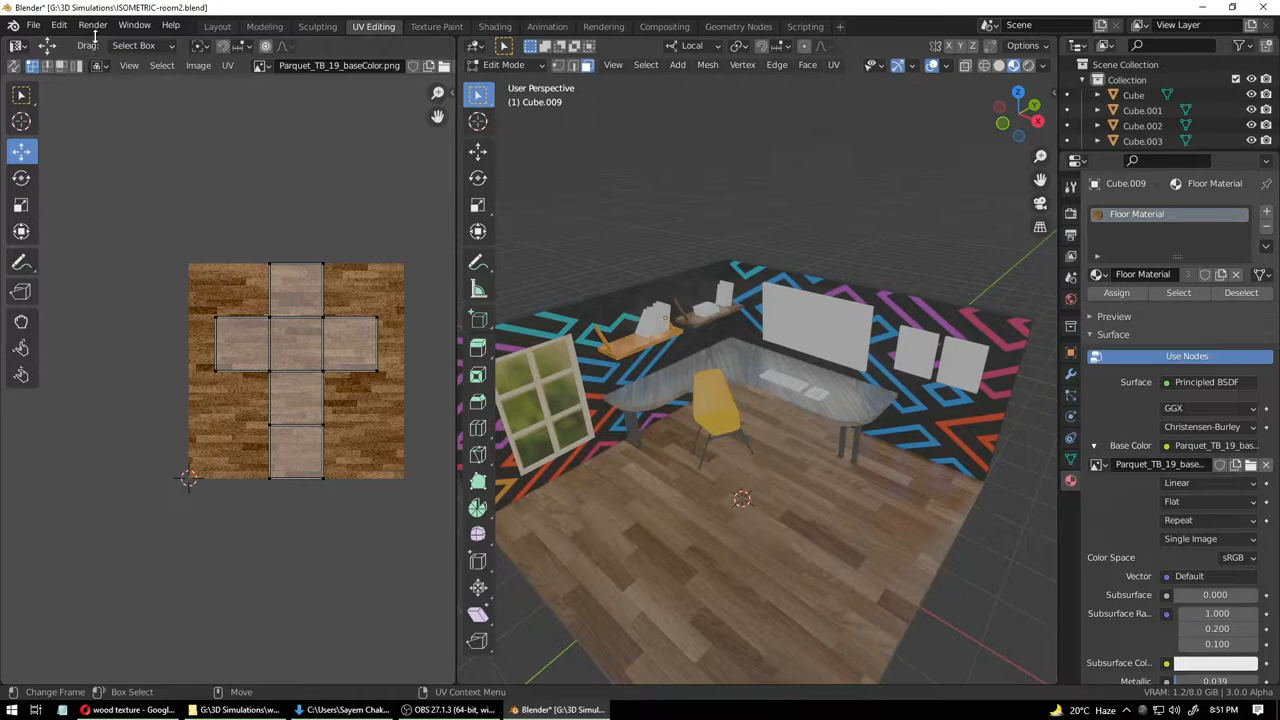 Blender* [G:\3D Simulations\ISOMETRIC-room2.blend]
File Edit Render Window Help Layout Modeling Sculpting UV Editing Texture Paint Shading Animation Rendering Compositing Geometry Nodes Scripting + Scene View Layer
Drag: Select Box Local X Y Z Options
View Select Image UV Parquet_TB_19_baseColor.png Edit Mode View Select Add Mesh Vertex Edge Face UV
Scene Collection
Collection
Cube
Cube.001
Cube.002
Cube.003
User Perspective
(1) Cube.009
Z
Y
X
Cube.009 Floor Material
Floor Material
Floor Material 3
Assign Select Deselect
Preview
Surface
Use Nodes
Surface Principled BSDF
GGX
Christensen-Burley
Base Color Parquet_TB_19_bas...
Parquet_TB_19_base...
Linear
Flat
Repeat
Single Image
Color Space sRGB
Vector Default
Subsurface 0.000
Subsurface Ra... 1.000
0.200
0.100
Subsurface Col...
Metallic 0.039
Change Frame Box Select Move UV Context Menu VRAM: 1.2/8.0 GiB | 3.0.0 Alpha
wood texture - Googl... G:\3D Simulations\w... C:\Users\Sayem Chak... OBS 27.1.3 (64-bit, w... Blender* [G:\3D Simul... 20°C Haze 8:51 PM